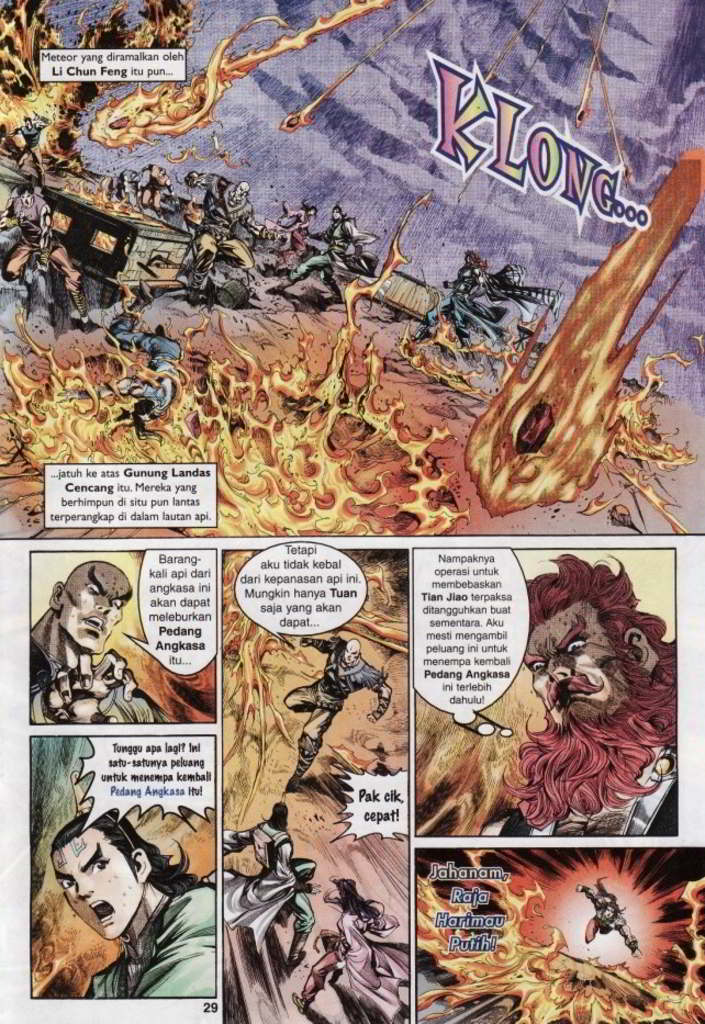 Meteor yang diramalkan oleh
Li Chun Feng itu pun...
KLONG...
...jatuh ke atas Gunung Landas
Cencang itu. Mereka yang
berhimpun di situ pun lantas
terperangkap di dalam lautan api.
Barang-
kali api dari
angkasa ini
akan dapat
meleburkan
Pedang
Angkasa
itu...
Tetapi
aku tidak kebal
dari kepanasan api ini.
Mungkin hanya Tuan
saja yang akan
dapat...
Nampaknya
operasi untuk
membebaskan
Tian Jiao terpaksa
ditangguhkan buat
sementara. Aku
mesti mengambil
peluang ini untuk
menempa kembali
Pedang Angkasa
ini terlebih
dahulu!
Tunggu apa lagi? Ini
satu-satunya peluang
untuk menempa kembali
Pedang Angkasa itu!
Pak cik,
cepat!
Jahanam,
Raja
Harimau
Putih!
29